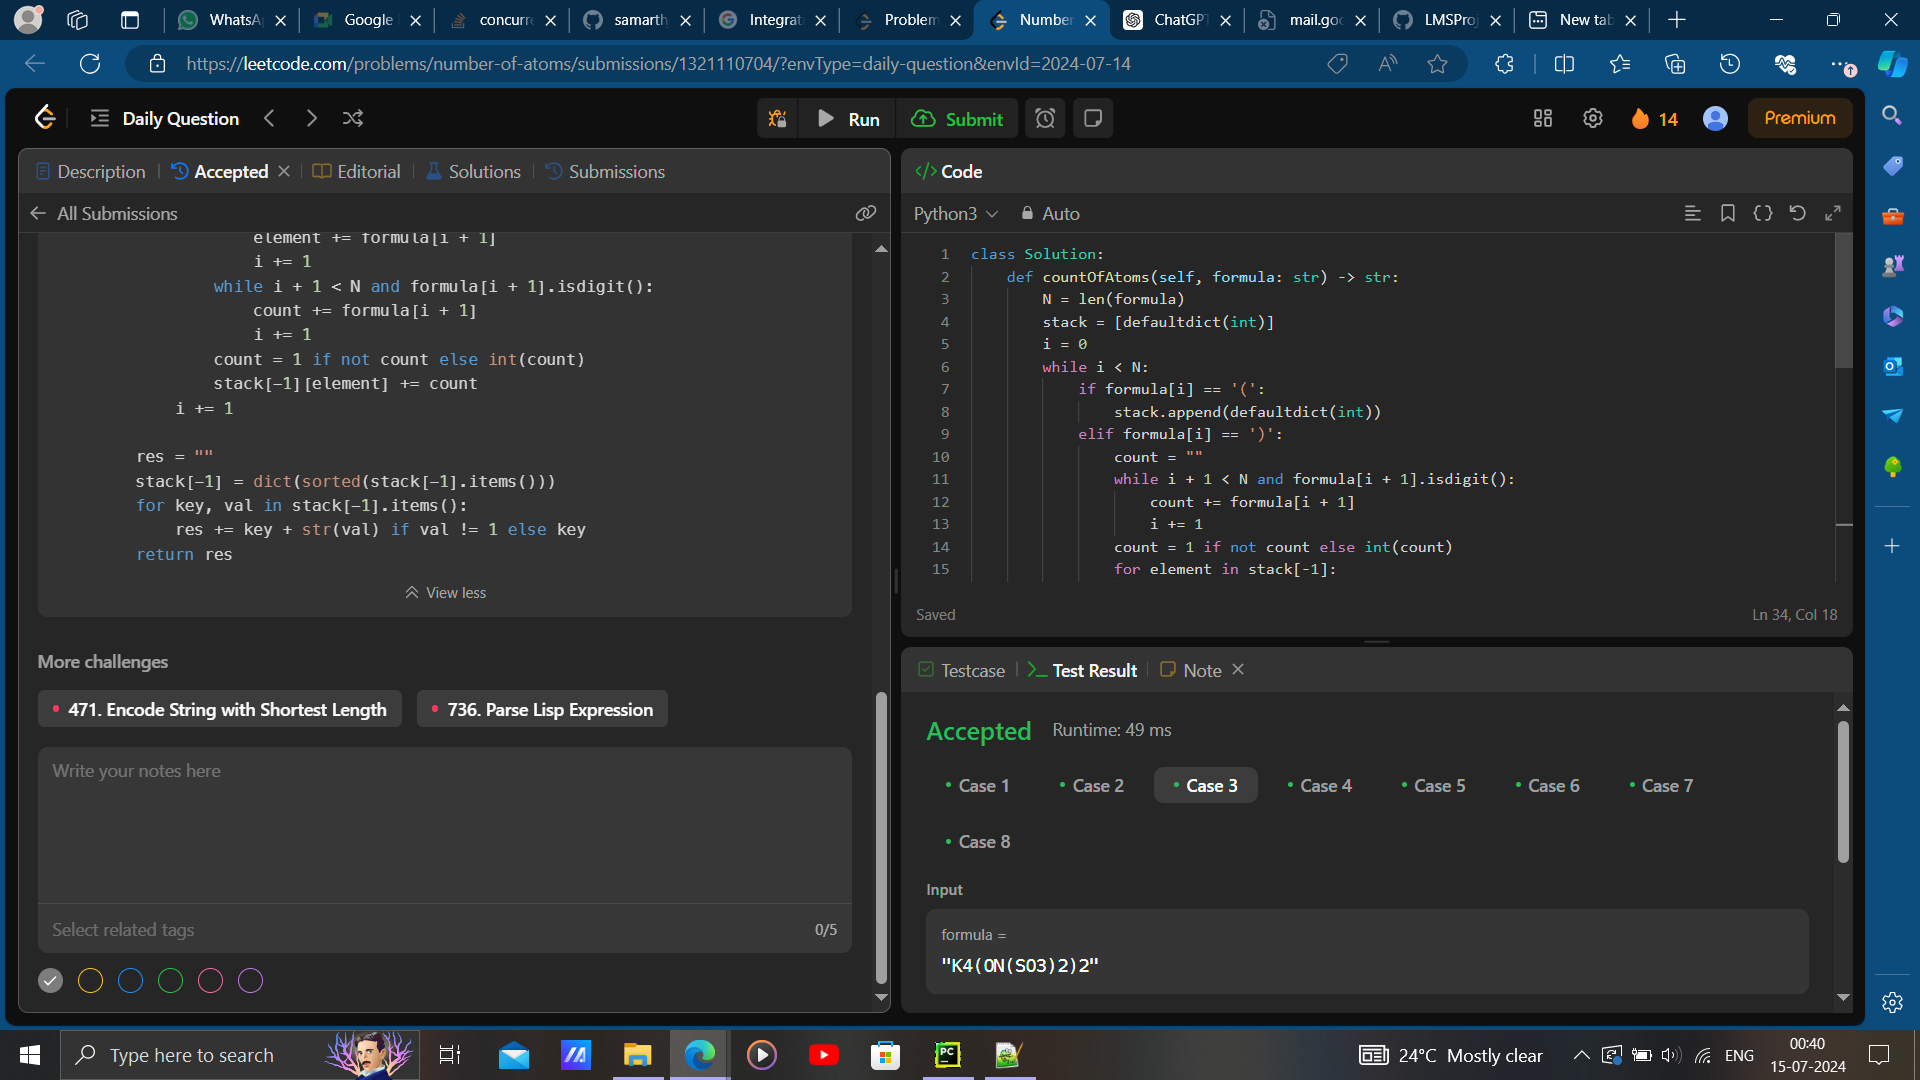 WhatsA
Google
concurre
samarth
Integrat
Problem
Number
ChatGP
mail.goo
LMSProj
New tab
https://leetcode.com/problems/number-of-atoms/submissions/1321110704/?envType=daily-question&envId=2024-07-14
Daily Question
Run
Submit
14
Premium
Description
Accepted
Editorial
Solutions
Submissions
All Submissions
element += formula[i + 1]
i += 1
while i + 1 < N and formula[i + 1].isdigit():
count += formula[i + 1]
i += 1
count = 1 if not count else int(count)
stack[-1][element] += count
i += 1
res = ""
stack[-1] = dict(sorted(stack[-1].items()))
for key, val in stack[-1].items():
res += key + str(val) if val != 1 else key
return res
View less
More challenges
471. Encode String with Shortest Length
736. Parse Lisp Expression
Write your notes here
Select related tags
0/5
</> Code
Python3
Auto
1 class Solution:
2 def countOfAtoms(self, formula: str) -> str:
3 N = len(formula)
4 stack = [defaultdict(int)]
5 i = 0
6 while i < N:
7 if formula[i] == '(':
8 stack.append(defaultdict(int))
9 elif formula[i] == ')':
10 count = ""
11 while i + 1 < N and formula[i + 1].isdigit():
12 count += formula[i + 1]
13 i += 1
14 count = 1 if not count else int(count)
15 for element in stack[-1]:
Saved
Ln 34, Col 18
Testcase
Test Result
Note
Accepted
Runtime: 49 ms
Case 1
Case 2
Case 3
Case 4
Case 5
Case 6
Case 7
Case 8
Input
formula =
"K4(ON(SO3)2)2"
Type here to search
PC
24°C Mostly clear
ENG
00:40
15-07-2024